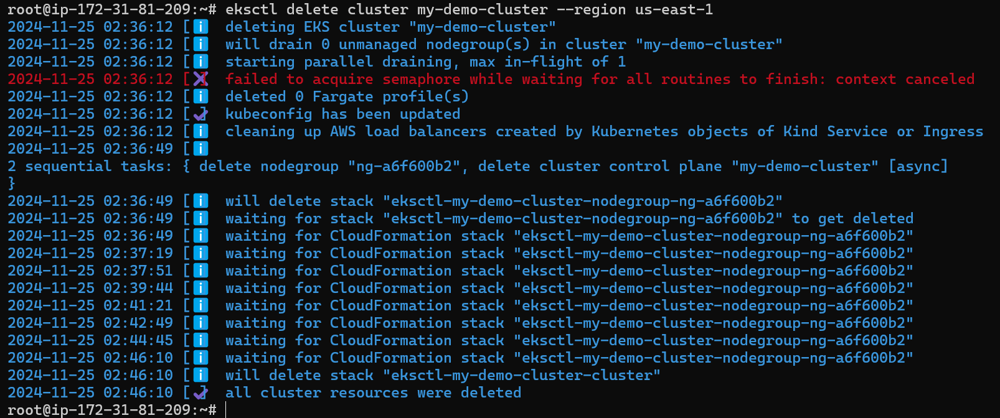 root@ip-172-31-81-209:~# eksctl delete cluster my-demo-cluster --region us-east-1
2024-11-25 02:36:12 [ℹ]  deleting EKS cluster "my-demo-cluster"
2024-11-25 02:36:12 [ℹ]  will drain 0 unmanaged nodegroup(s) in cluster "my-demo-cluster"
2024-11-25 02:36:12 [ℹ]  starting parallel draining, max in-flight of 1
2024-11-25 02:36:12 [✖]  failed to acquire semaphore while waiting for all routines to finish: context canceled
2024-11-25 02:36:12 [ℹ]  deleted 0 Fargate profile(s)
2024-11-25 02:36:12 [✔]  kubeconfig has been updated
2024-11-25 02:36:12 [ℹ]  cleaning up AWS load balancers created by Kubernetes objects of Kind Service or Ingress
2024-11-25 02:36:49 [ℹ]
2 sequential tasks: { delete nodegroup "ng-a6f600b2", delete cluster control plane "my-demo-cluster" [async]
}
2024-11-25 02:36:49 [ℹ]  will delete stack "eksctl-my-demo-cluster-nodegroup-ng-a6f600b2"
2024-11-25 02:36:49 [ℹ]  waiting for stack "eksctl-my-demo-cluster-nodegroup-ng-a6f600b2" to get deleted
2024-11-25 02:36:49 [ℹ]  waiting for CloudFormation stack "eksctl-my-demo-cluster-nodegroup-ng-a6f600b2"
2024-11-25 02:37:19 [ℹ]  waiting for CloudFormation stack "eksctl-my-demo-cluster-nodegroup-ng-a6f600b2"
2024-11-25 02:37:51 [ℹ]  waiting for CloudFormation stack "eksctl-my-demo-cluster-nodegroup-ng-a6f600b2"
2024-11-25 02:39:44 [ℹ]  waiting for CloudFormation stack "eksctl-my-demo-cluster-nodegroup-ng-a6f600b2"
2024-11-25 02:41:21 [ℹ]  waiting for CloudFormation stack "eksctl-my-demo-cluster-nodegroup-ng-a6f600b2"
2024-11-25 02:42:49 [ℹ]  waiting for CloudFormation stack "eksctl-my-demo-cluster-nodegroup-ng-a6f600b2"
2024-11-25 02:44:45 [ℹ]  waiting for CloudFormation stack "eksctl-my-demo-cluster-nodegroup-ng-a6f600b2"
2024-11-25 02:46:10 [ℹ]  waiting for CloudFormation stack "eksctl-my-demo-cluster-nodegroup-ng-a6f600b2"
2024-11-25 02:46:10 [ℹ]  will delete stack "eksctl-my-demo-cluster-cluster"
2024-11-25 02:46:10 [✔]  all cluster resources were deleted
root@ip-172-31-81-209:~#